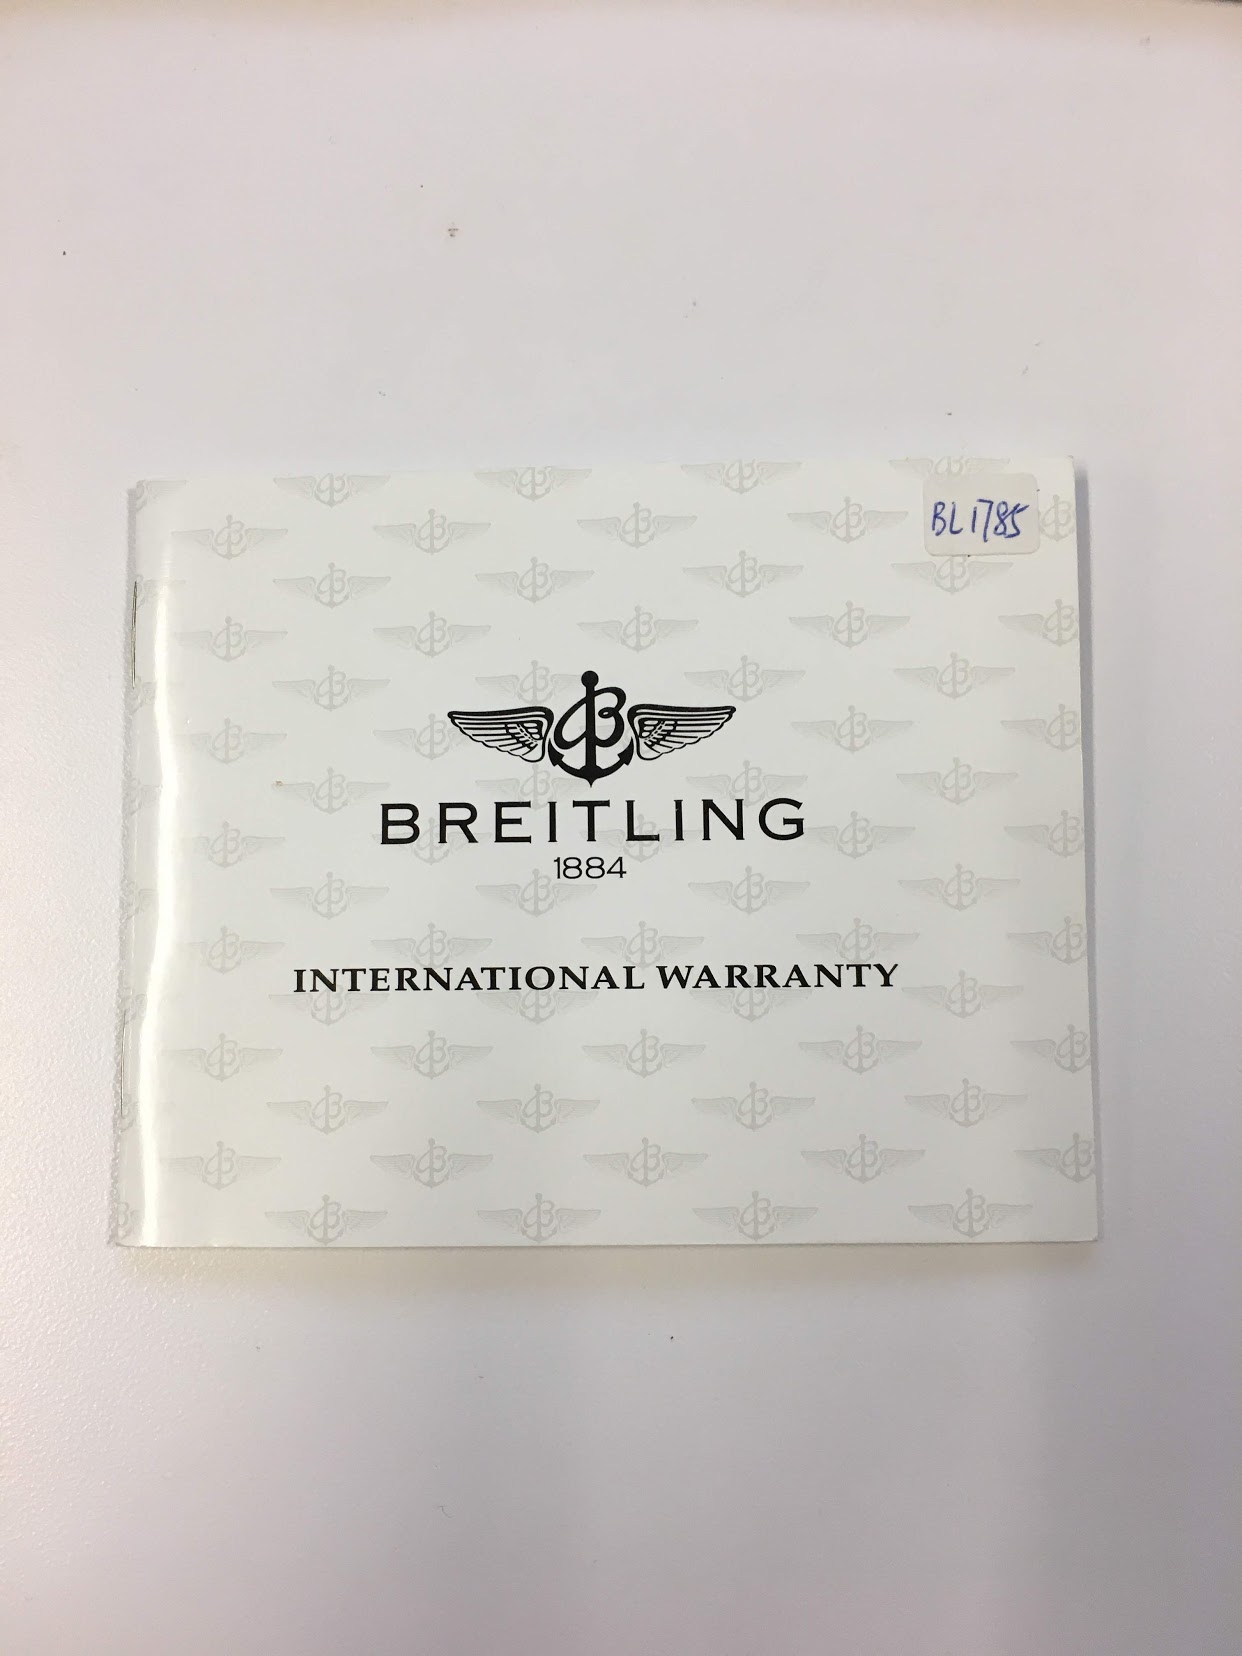 BL1785
BREITLING
1884
INTERNATIONAL WARRANTY